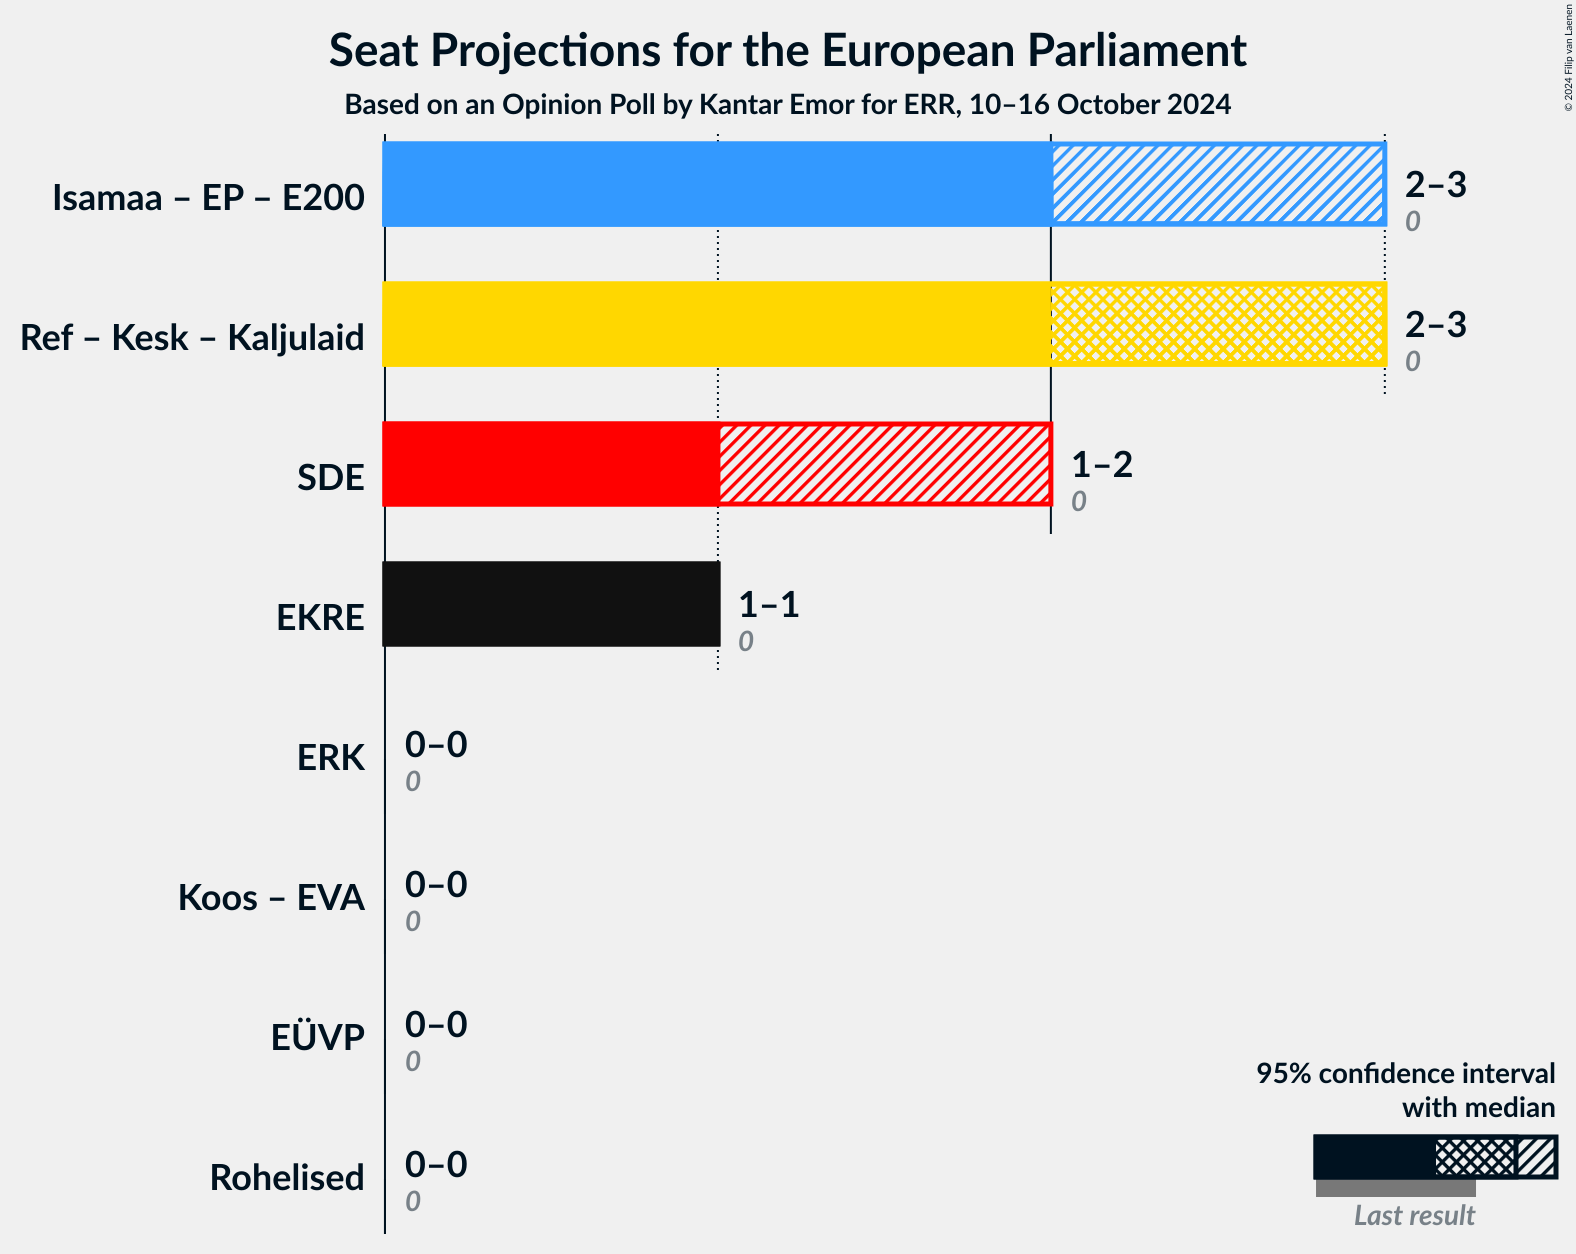 Seat Projections for the European Parliament
Based on an Opinion Poll by Kantar Emor for ERR, 10–16 October 2024
© 2024 Filip van Laenen
Isamaa – EP – E200
2–3
0
Ref – Kesk – Kaljulaid
2–3
0
SDE
1–2
0
EKRE
1–1
0
ERK
0–0
0
Koos – EVA
0–0
0
EÜVP
0–0
0
Rohelised
0–0
0
95% confidence interval
with median
Last result